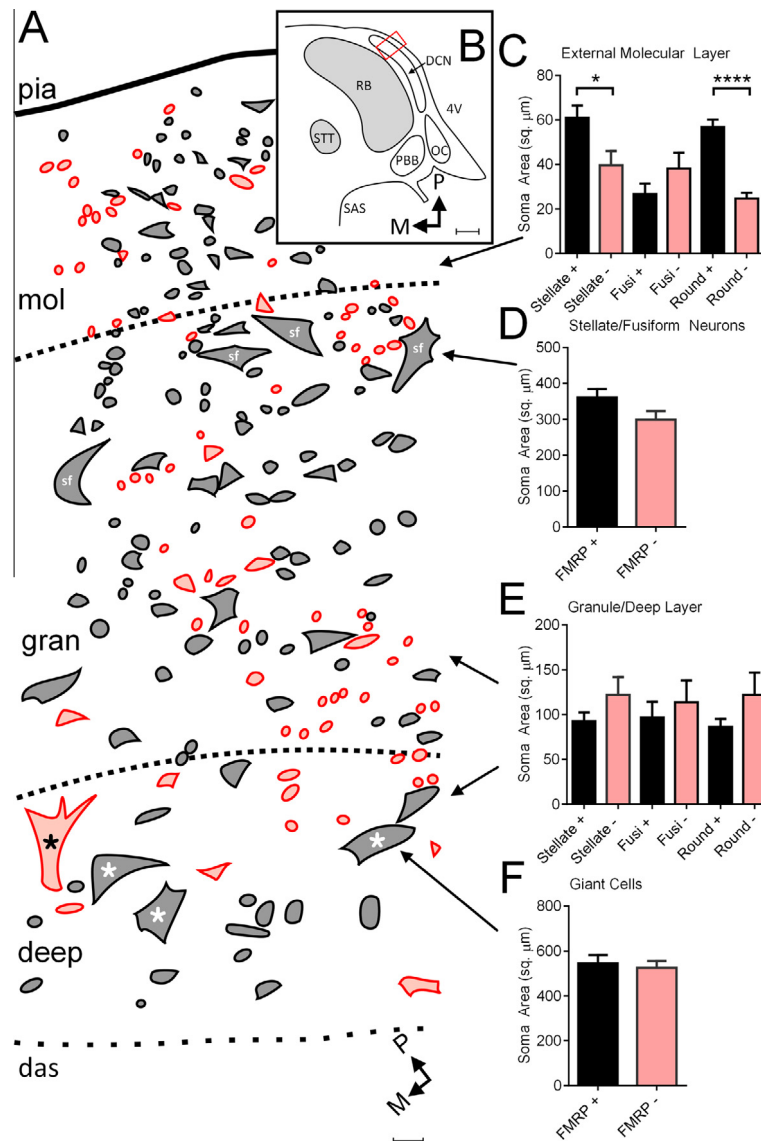 A
pia
mol
gran
deep
das
sf
sf
sf
sf
*
*
*
*
P
M
B
DCN
RB
4V
STT
PBB
OC
SAS
P
M
C
External Molecular Layer
Soma Area (sq. μm)
80
60
40
20
0
*
****
Stellate +
Stellate -
Fusi +
Fusi -
Round +
Round -
D
Stellate/Fusiform Neurons
Soma Area (sq. μm)
500
400
300
200
100
0
FMRP +
FMRP -
E
Granule/Deep Layer
Soma Area (sq. μm)
200
150
100
50
0
Stellate +
Stellate -
Fusi +
Fusi -
Round +
Round -
F
Giant Cells
Soma Area (sq. μm)
800
600
400
200
0
FMRP +
FMRP -